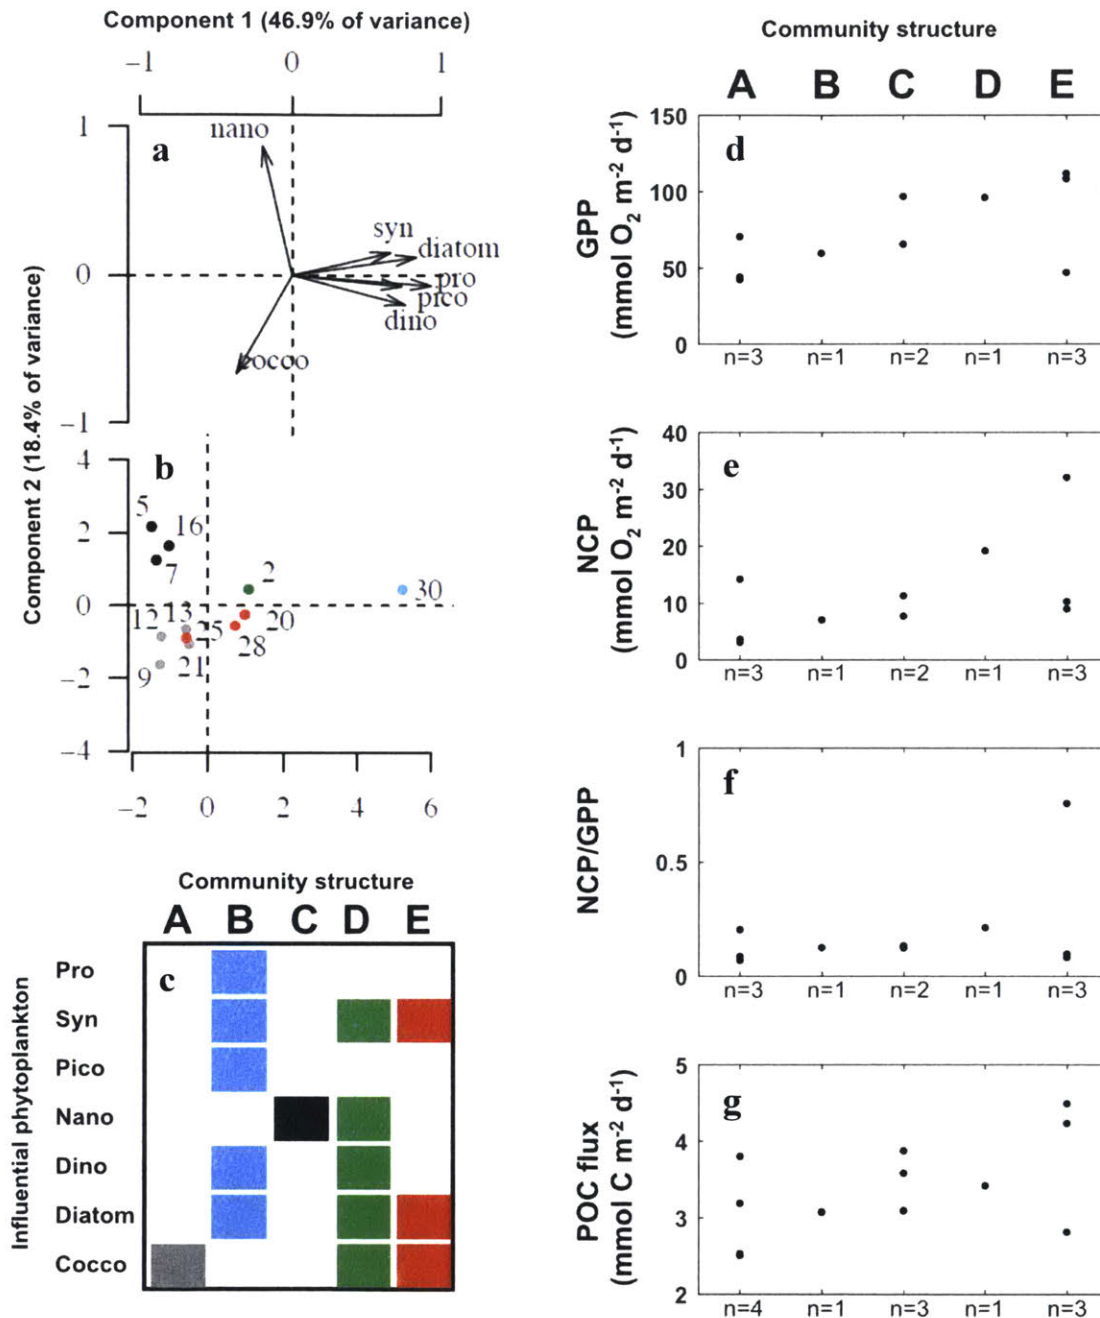 Component 1 (46.9% of variance)
−1 0 1
Component 2 (18.4% of variance)
1
0
−1
a
nano
syn
diatom
pro
pico
dino
cocco
4
2
0
−2
−4
b
5
16
7
2
30
12 13
25
20
28
21
9
−2 0 2 4 6
Community structure
A B C D E
Influential phytoplankton
c
Pro
Syn
Pico
Nano
Dino
Diatom
Cocco
Community structure
A B C D E
GPP
(mmol O₂ m⁻² d⁻¹)
150
100
50
0
d
n=3 n=1 n=2 n=1 n=3
NCP
(mmol O₂ m⁻² d⁻¹)
40
30
20
10
0
e
n=3 n=1 n=2 n=1 n=3
NCP/GPP
1
0.5
0
f
n=3 n=1 n=2 n=1 n=3
POC flux
(mmol C m⁻² d⁻¹)
5
4
3
2
g
n=4 n=1 n=3 n=1 n=3